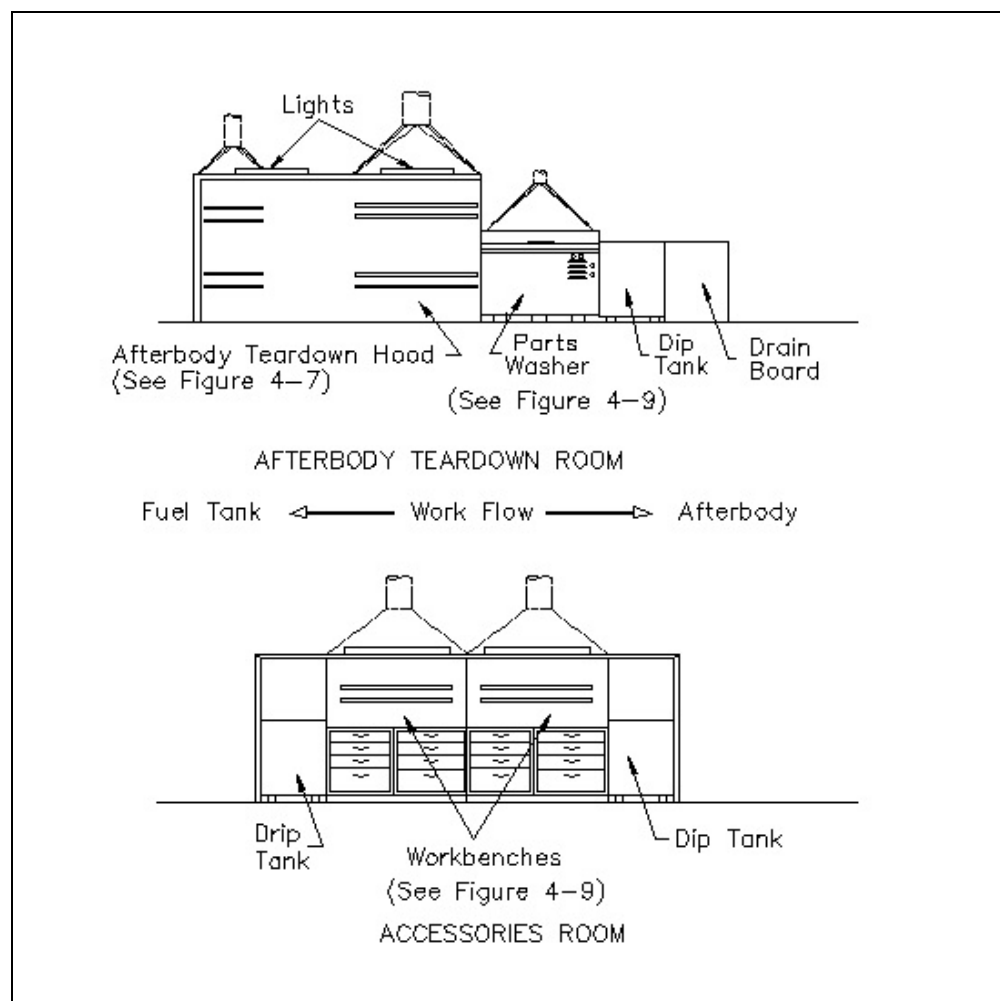 Lights
Afterbody Teardown Hood
(See Figure 4-7)
Parts
Washer
(See Figure 4-9)
Dip
Tank
Drain
Board
AFTERBODY TEARDOWN ROOM
Fuel Tank
Work Flow
Afterbody
Drip
Tank
Workbenches
(See Figure 4-9)
Dip Tank
ACCESSORIES ROOM